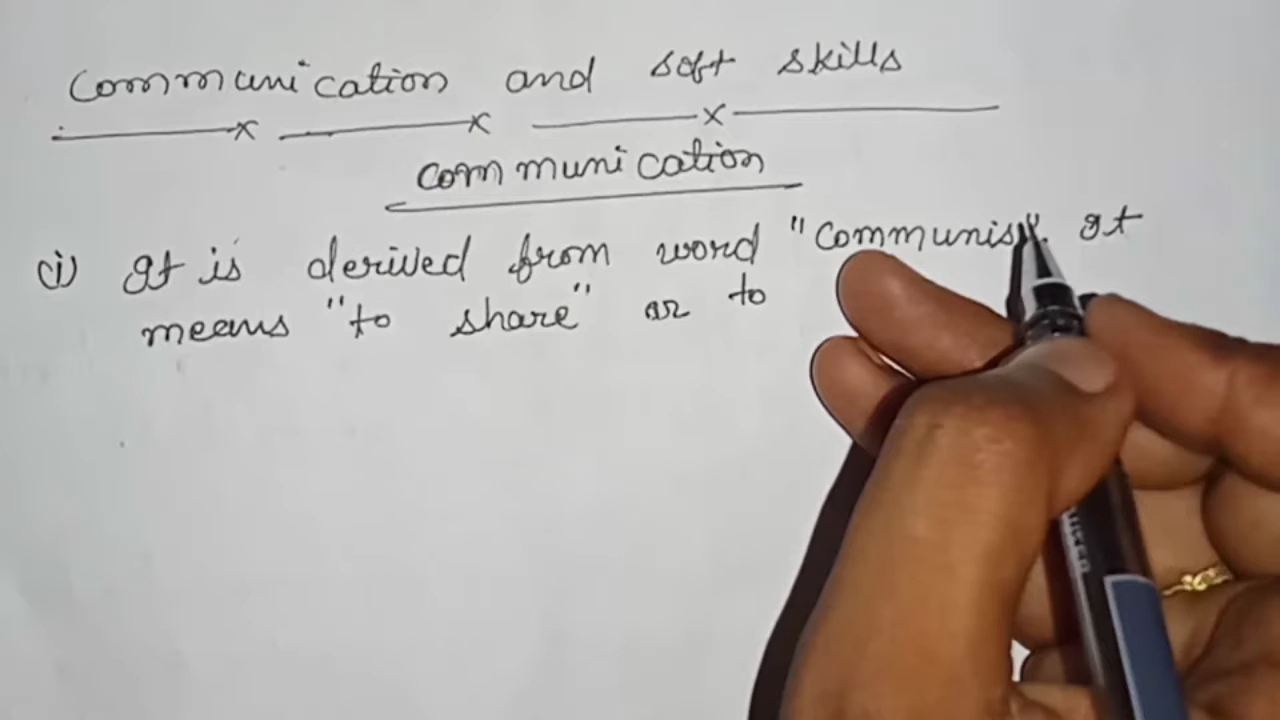 Communication and soft skills
Communication
(i) It is derived from word "Communis". It
means "to share" or to